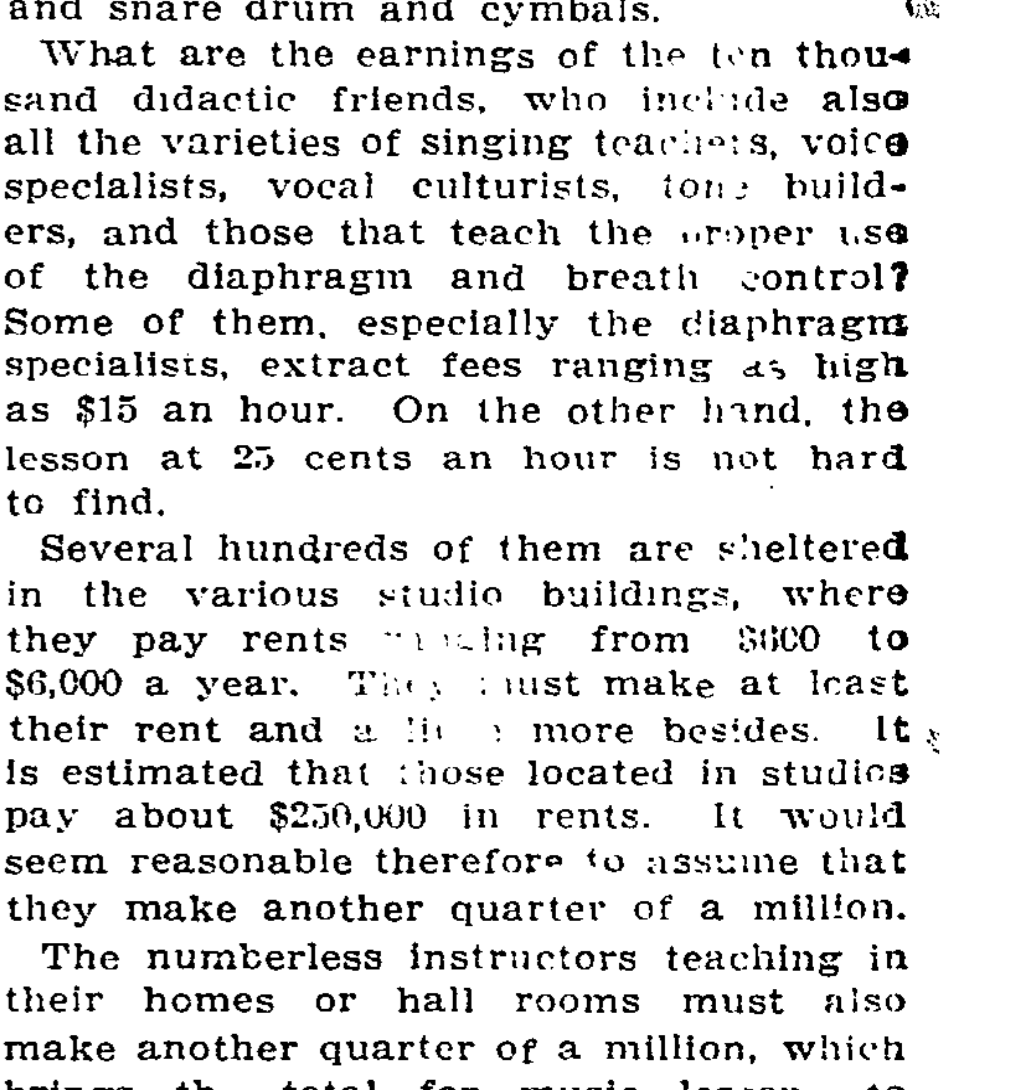 and snare drum and cymbals.
What are the earnings of the ten thou-
sand didactic friends, who include also
all the varieties of singing teachers, voice
specialists, vocal culturists, tone build-
ers, and those that teach the proper use
of the diaphragm and breath control?
Some of them, especially the diaphragm
specialists, extract fees ranging as high
as $15 an hour. On the other hand, the
lesson at 25 cents an hour is not hard
to find.
Several hundreds of them are sheltered
in the various studio buildings, where
they pay rents from $600 to
$6,000 a year. They must make at least
their rent and a more besides. It
is estimated that those located in studios
pay about $250,000 in rents. It would
seem reasonable therefore to assume that
they make another quarter of a million.
The numberless instructors teaching in
their homes or hall rooms must also
make another quarter of a million, which
total for music